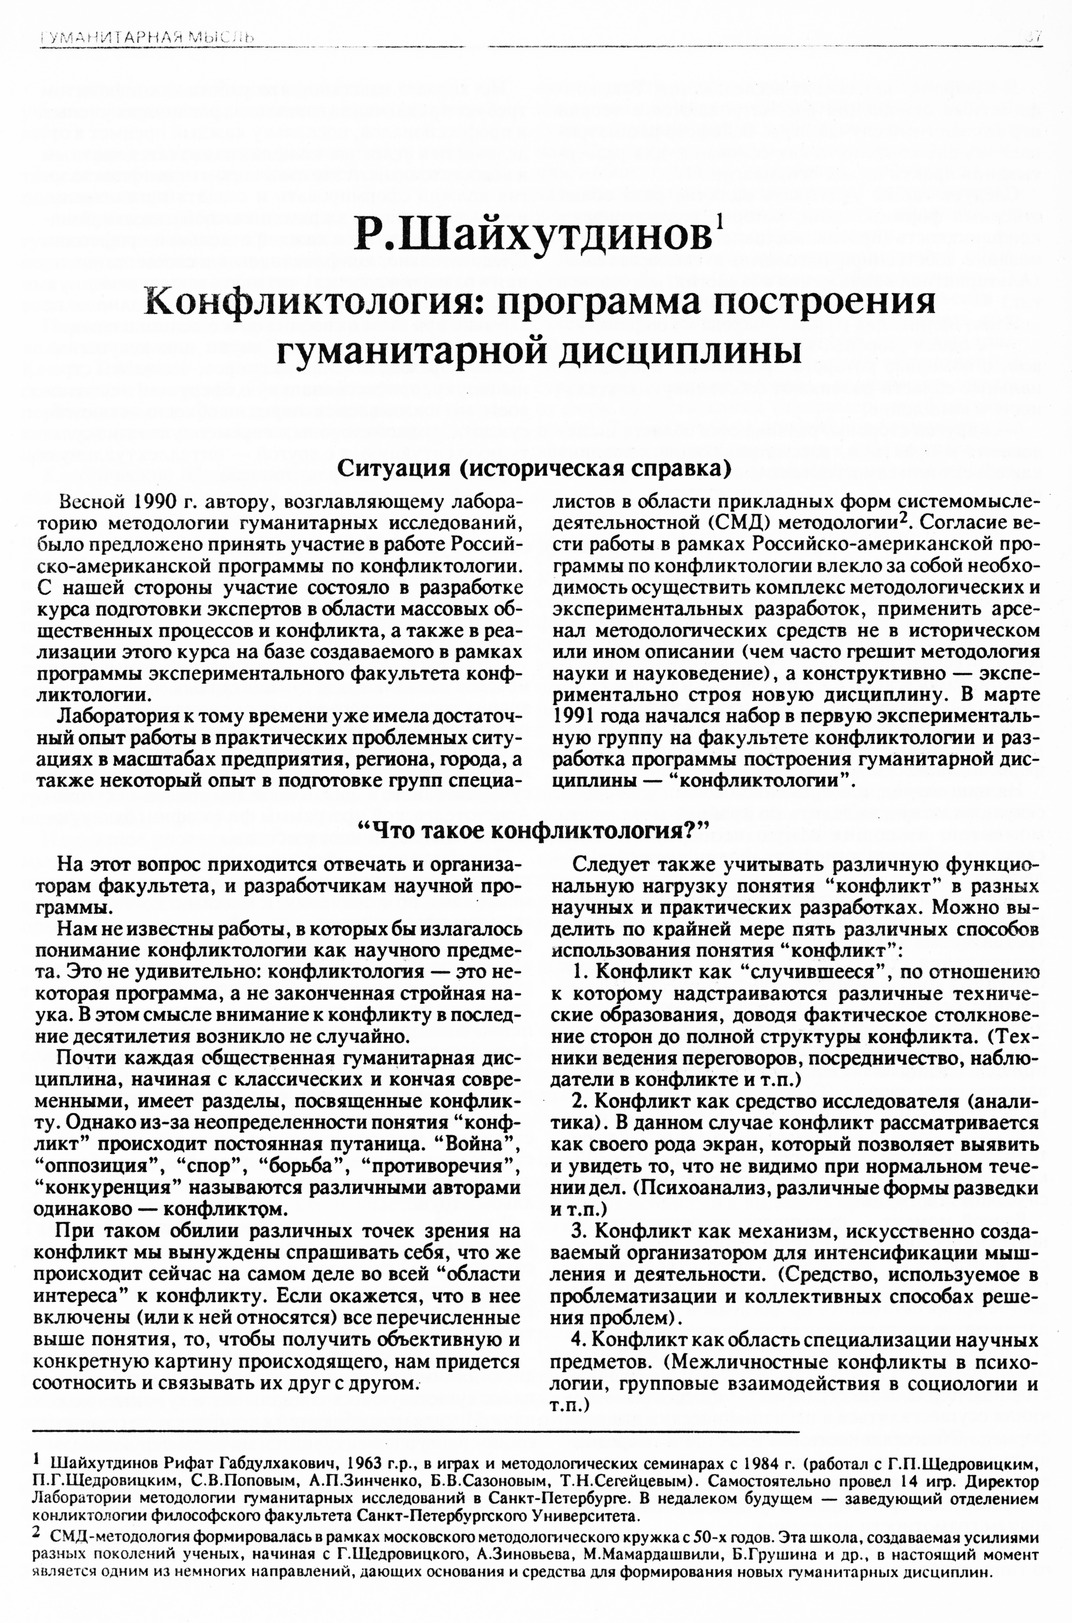 ГУМАНИТАРНАЯ МЫСЛЬ
Р.Шайхутдинов¹
Конфликтология: программа построения
гуманитарной дисциплины
Ситуация (историческая справка)
Весной 1990 г. автору, возглавляющему лабора-
торию методологии гуманитарных исследований,
было предложено принять участие в работе Россий-
ско-американской программы по конфликтологии.
С нашей стороны участие состояло в разработке
курса подготовки экспертов в области массовых об-
щественных процессов и конфликта, а также в реа-
лизации этого курса на базе создаваемого в рамках
программы экспериментального факультета конф-
ликтологии.
Лаборатория к тому времени уже имела достаточ-
ный опыт работы в практических проблемных ситу-
ациях в масштабах предприятия, региона, города, а
также некоторый опыт в подготовке групп специа-
листов в области прикладных форм системомысле-
деятельностной (СМД) методологии². Согласие ве-
сти работы в рамках Российско-американской про-
граммы по конфликтологии влекло за собой необхо-
димость осуществить комплекс методологических и
экспериментальных разработок, применить арсе-
нал методологических средств не в историческом
или ином описании (чем часто грешит методология
науки и науковедение), а конструктивно — экспе-
риментально строя новую дисциплину. В марте
1991 года начался набор в первую эксперименталь-
ную группу на факультете конфликтологии и раз-
работка программы построения гуманитарной дис-
циплины — “конфликтологии”.
“Что такое конфликтология?”
На этот вопрос приходится отвечать и организа-
торам факультета, и разработчикам научной про-
граммы.
Нам не известны работы, в которых бы излагалось
понимание конфликтологии как научного предме-
та. Это не удивительно: конфликтология — это не-
которая программа, а не законченная стройная на-
ука. В этом смысле внимание к конфликту в послед-
ние десятилетия возникло не случайно.
Почти каждая общественная гуманитарная дис-
циплина, начиная с классических и кончая совре-
менными, имеет разделы, посвященные конфлик-
ту. Однако из-за неопределенности понятия “конф-
ликт” происходит постоянная путаница. “Война”,
“оппозиция”, “спор”, “борьба”, “противоречия”,
“конкуренция” называются различными авторами
одинаково — конфликтом.
При таком обилии различных точек зрения на
конфликт мы вынуждены спрашивать себя, что же
происходит сейчас на самом деле во всей “области
интереса” к конфликту. Если окажется, что в нее
включены (или к ней относятся) все перечисленные
выше понятия, то, чтобы получить объективную и
конкретную картину происходящего, нам придется
соотносить и связывать их друг с другом.
Следует также учитывать различную функцио-
нальную нагрузку понятия “конфликт” в разных
научных и практических разработках. Можно вы-
делить по крайней мере пять различных способов
использования понятия “конфликт”:
1. Конфликт как “случившееся”, по отношению
к которому надстраиваются различные техниче-
ские образования, доводя фактическое столкнове-
ние сторон до полной структуры конфликта. (Тех-
ники ведения переговоров, посредничество, наблю-
датели в конфликте и т.п.)
2. Конфликт как средство исследователя (анали-
тика). В данном случае конфликт рассматривается
как своего рода экран, который позволяет выявить
и увидеть то, что не видимо при нормальном тече-
нии дел. (Психоанализ, различные формы разведки
и т.п.)
3. Конфликт как механизм, искусственно созда-
ваемый организатором для интенсификации мыш-
ления и деятельности. (Средство, используемое в
проблематизации и коллективных способах реше-
ния проблем).
4. Конфликт как область специализации научных
предметов. (Межличностные конфликты в психо-
логии, групповые взаимодействия в социологии и
т.п.)
1 Шайхутдинов Рифат Габдулхакович, 1963 г.р., в играх и методологических семинарах с 1984 г. (работал с Г.П.Щедровицким,
П.Г.Щедровицким, С.В.Поповым, А.П.Зинченко, Б.В.Сазоновым, Т.Н.Сегейцевым). Самостоятельно провел 14 игр. Директор
Лаборатории методологии гуманитарных исследований в Санкт-Петербурге. В недалеком будущем — заведующий отделением
конликтологии философского факультета Санкт-Петербургского Университета.
2 СМД-методология формировалась в рамках московского методологического кружка с 50-х годов. Эта школа, создаваемая усилиями
разных поколений ученых, начиная с Г.Щедровицкого, А.Зиновьева, М.Мамардашвили, Б.Грушина и др., в настоящий момент
является одним из немногих направлений, дающих основания и средства для формирования новых гуманитарных дисциплин.